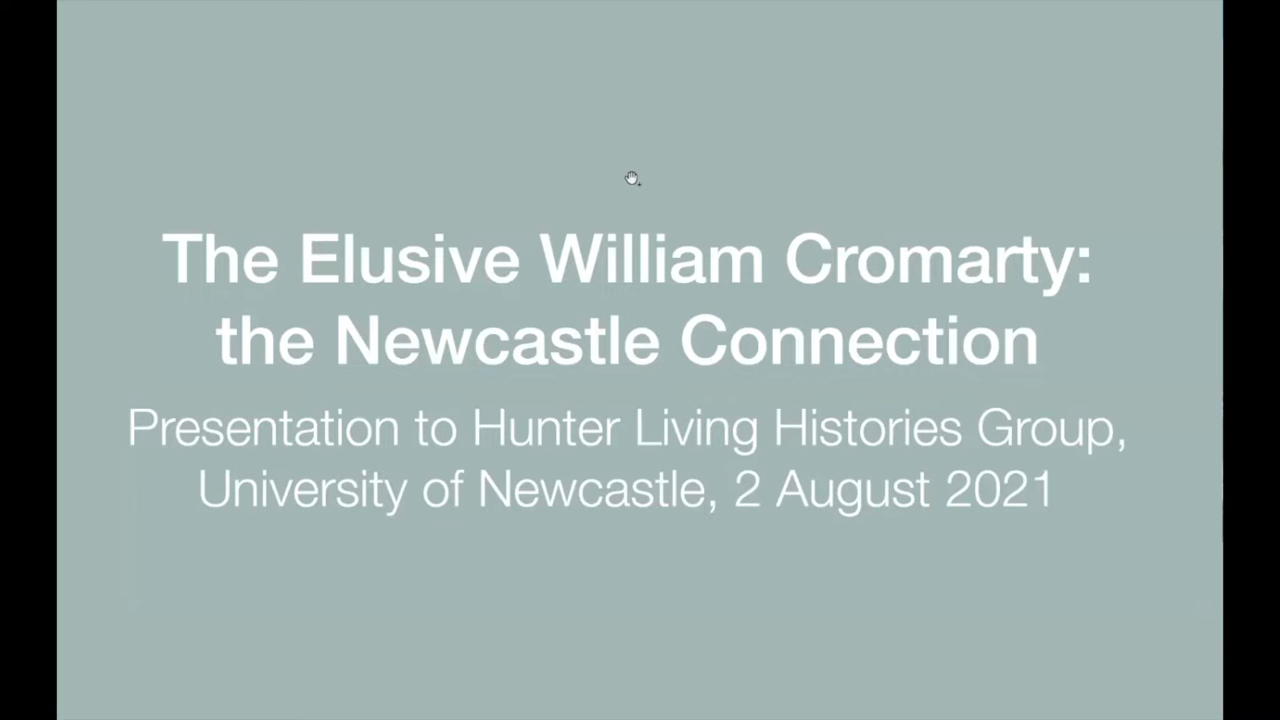 The Elusive William Cromarty:
the Newcastle Connection
Presentation to Hunter Living Histories Group,
University of Newcastle, 2 August 2021